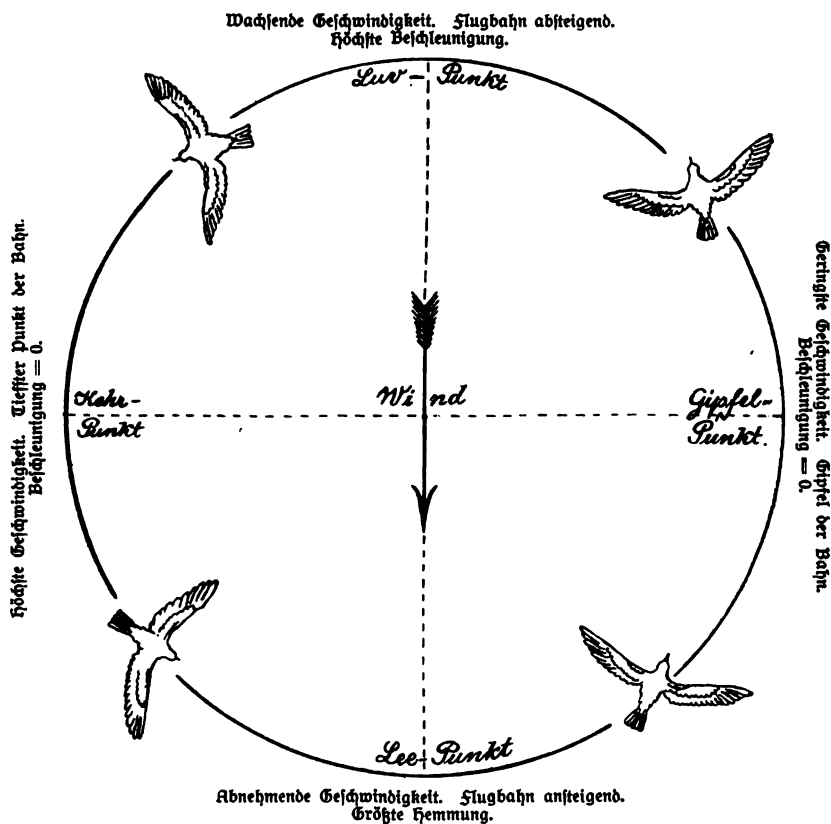 Wachsende Geschwindigkeit. Flugbahn absteigend.
Höchste Beschleunigung.
Luv-Punkt
Höchste Geschwindigkeit. Tiefster Punkt der Bahn.
Beschleunigung = 0.
Kehr-
Punkt
Wind
Gipfel-
Punkt.
Geringste Geschwindigkeit. Gipfel der Bahn.
Beschleunigung = 0.
Lee-Punkt
Abnehmende Geschwindigkeit. Flugbahn ansteigend.
Größte Hemmung.